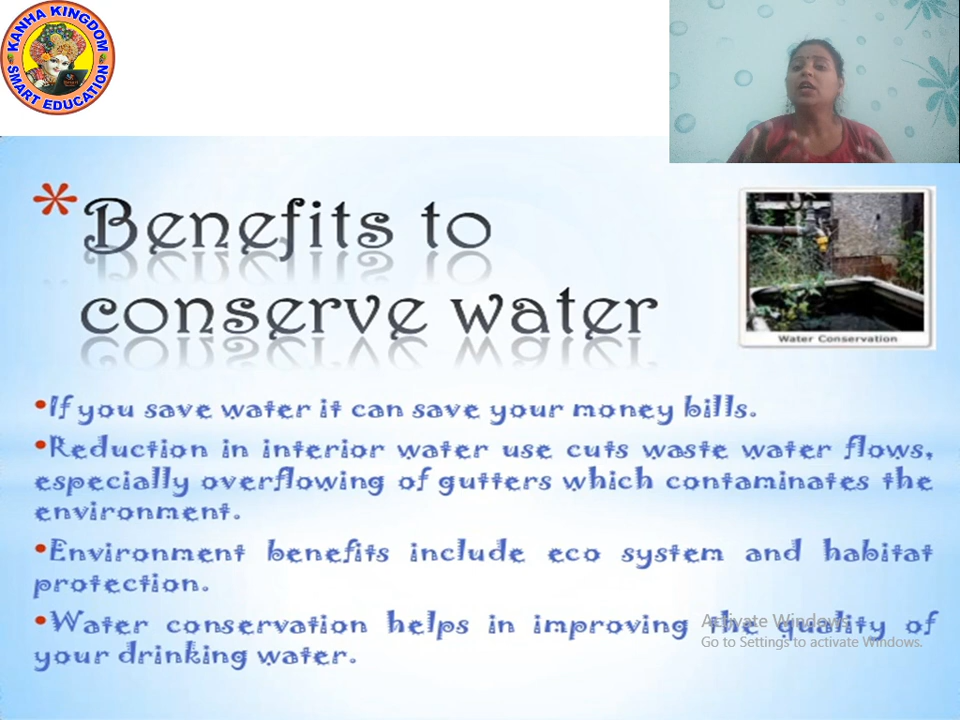 KANHA KINGDOM
SMART EDUCATION
* Benefits to
conserve water
Water Conservation
•If you save water it can save your money bills.
•Reduction in interior water use cuts waste water flows,
especially overflowing of gutters which contaminates the
environment.
•Environment benefits include eco system and habitat
protection.
•Water conservation helps in improving the quality of
your drinking water.
Activate Windows
Go to Settings to activate Windows.